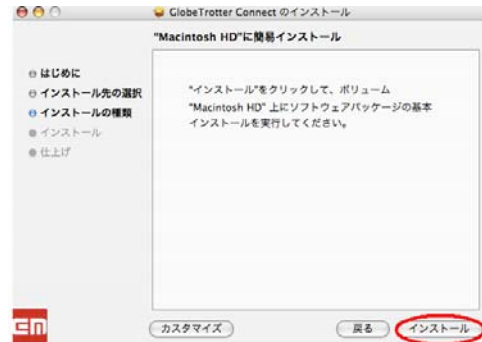 GlobeTrotter Connect のインストール
"Macintosh HD"に簡易インストール
はじめに
インストール先の選択
インストールの種類
インストール
仕上げ
"インストール"をクリックして、ボリューム
"Macintosh HD" 上にソフトウェアパッケージの基本
インストールを実行してください。
EM
カスタマイズ
戻る
インストール